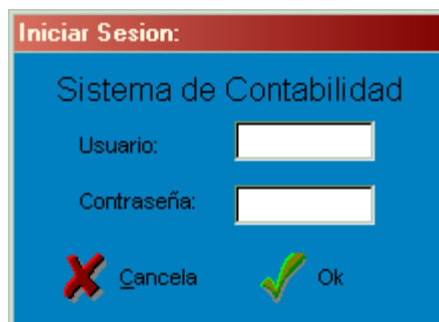 Iniciar Sesion:
Sistema de Contabilidad
Usuario:
Contraseña:
Cancela Ok